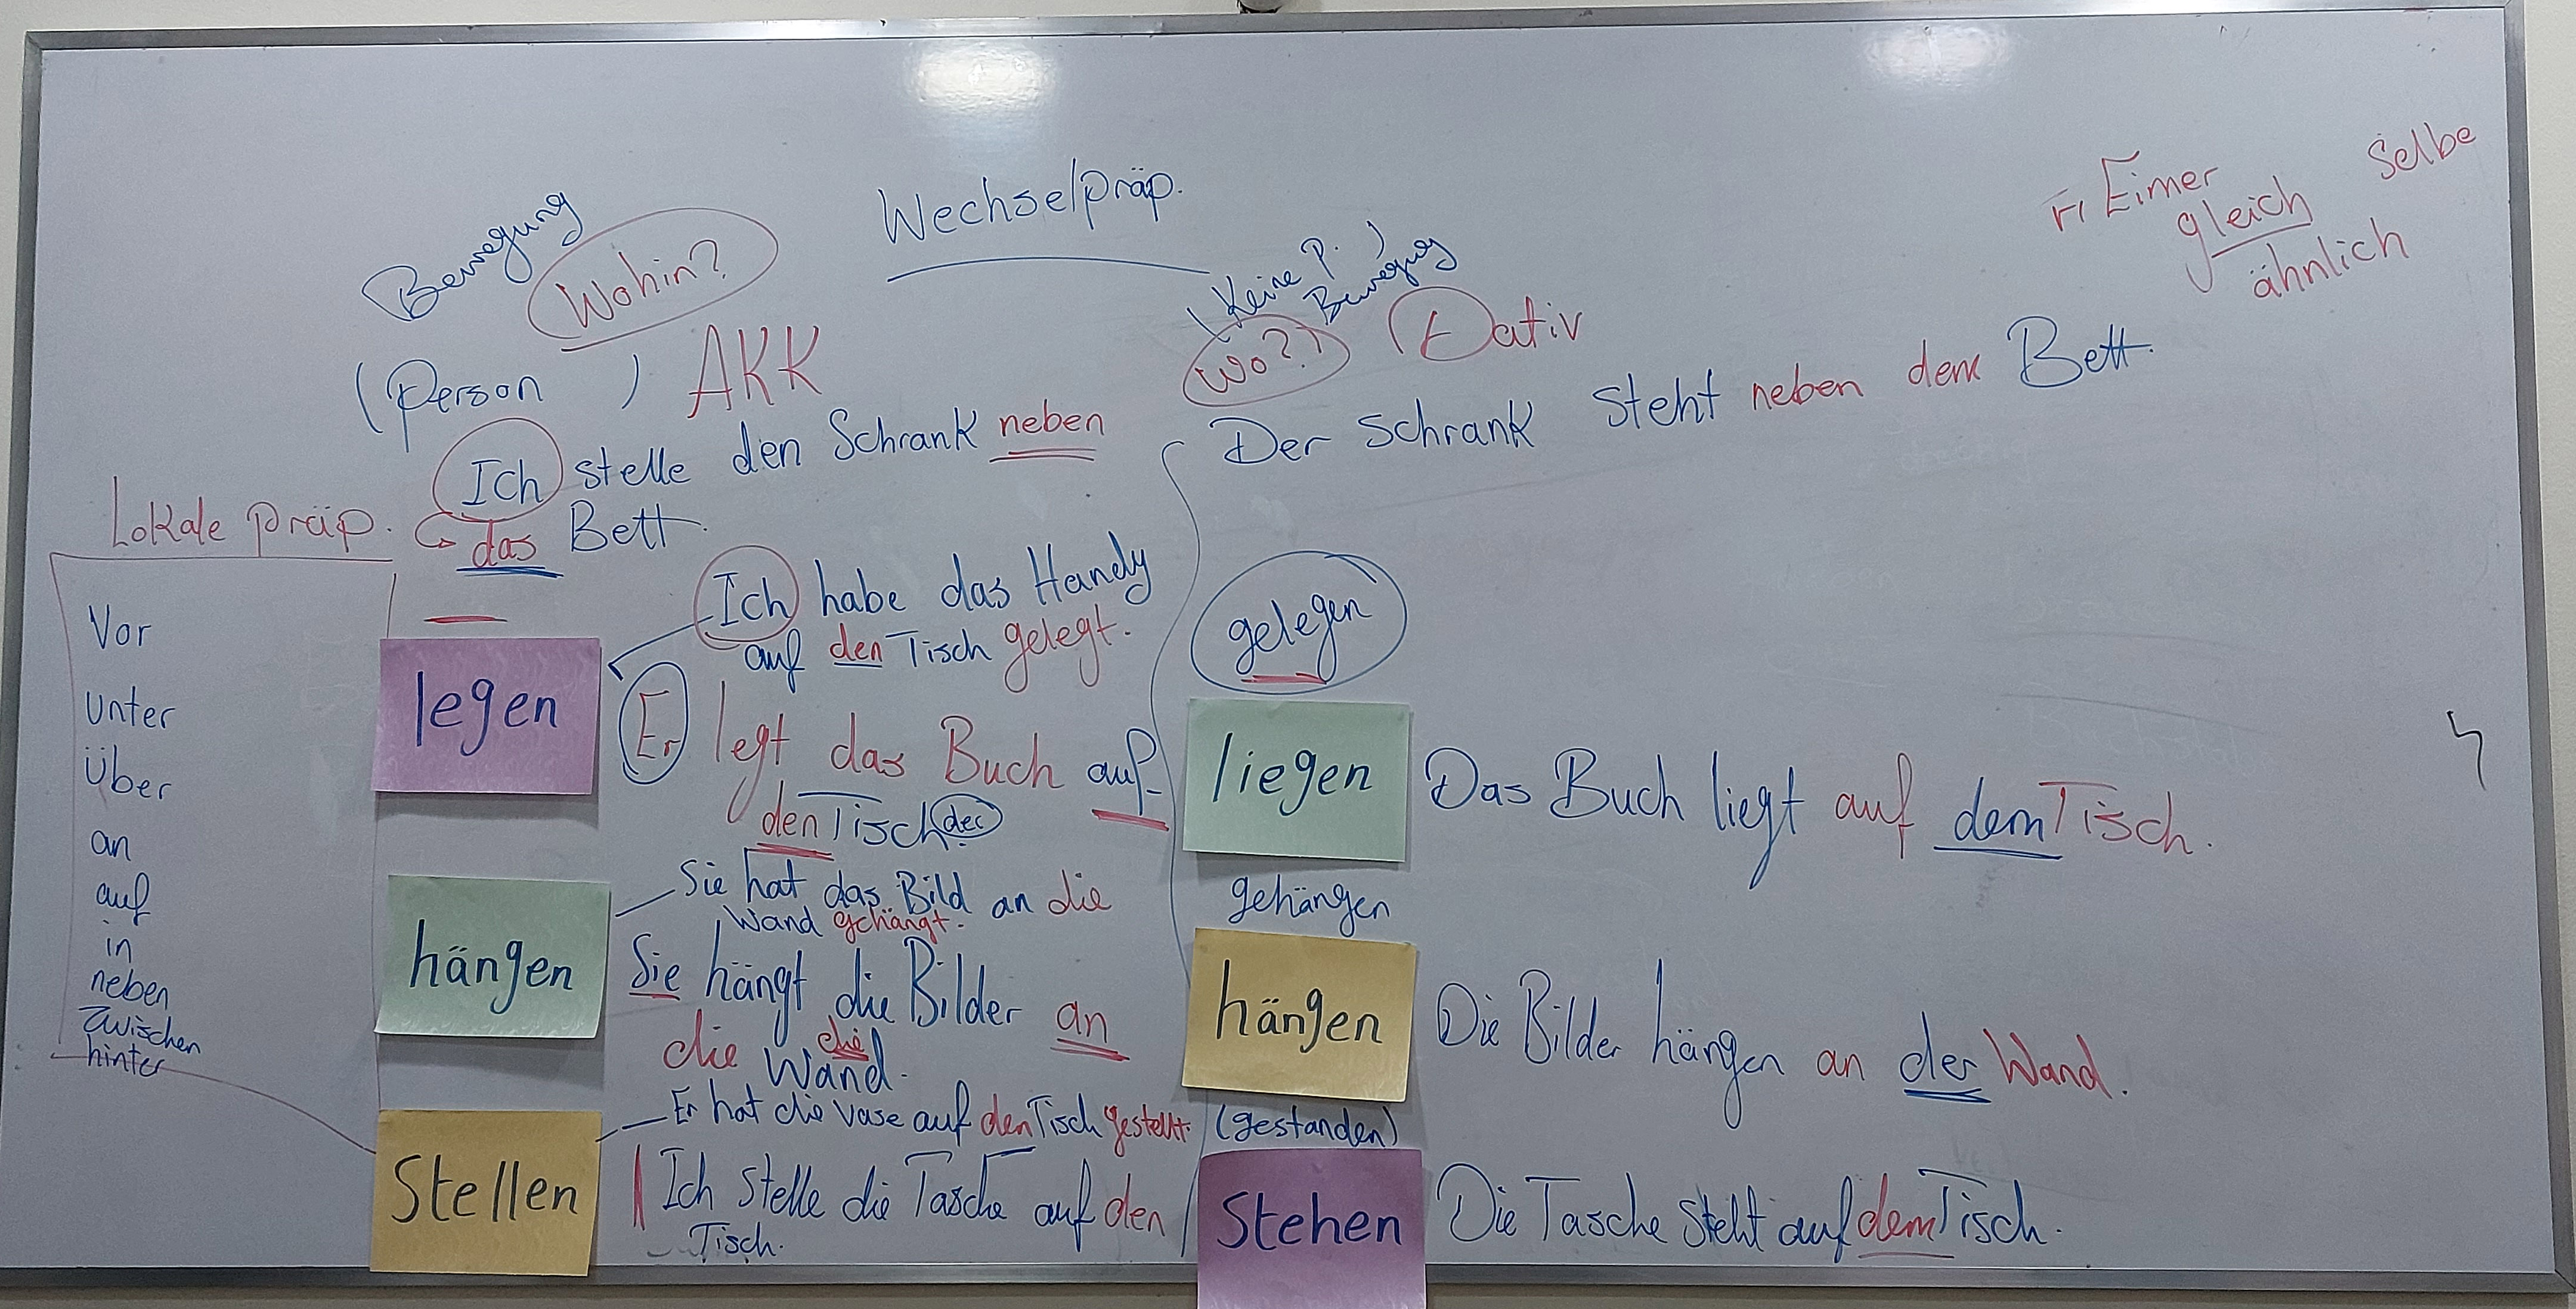 Wechselpräp.
Bewegung
Wohin?
(Person) AKK
Ich stelle den Schrank neben
das Bett.
Lokale präp.
Vor
unter
Über
an
auf
in
neben
Zwischen
hinter
legen
Ich habe das Handy
auf den Tisch gelegt.
Er legt das Buch auf
den Tisch. der
hängen
Sie hat das Bild an die
Wand gehängt.
Sie hängt die Bilder an
die Wand. die
Stellen
Er hat die Vase auf den Tisch gestellt
Ich stelle die Tasche auf den
Tisch.
(Keine P.)
Bewegung
Wo? Dativ
Der Schrank steht neben dem Bett.
gelegen
liegen
Das Buch liegt auf dem Tisch.
gehängen
hängen
Die Bilder hängen an der Wand.
(gestanden)
Stehen
Die Tasche steht auf dem Tisch.
r, Eimer
gleich
Selbe
ähnlich